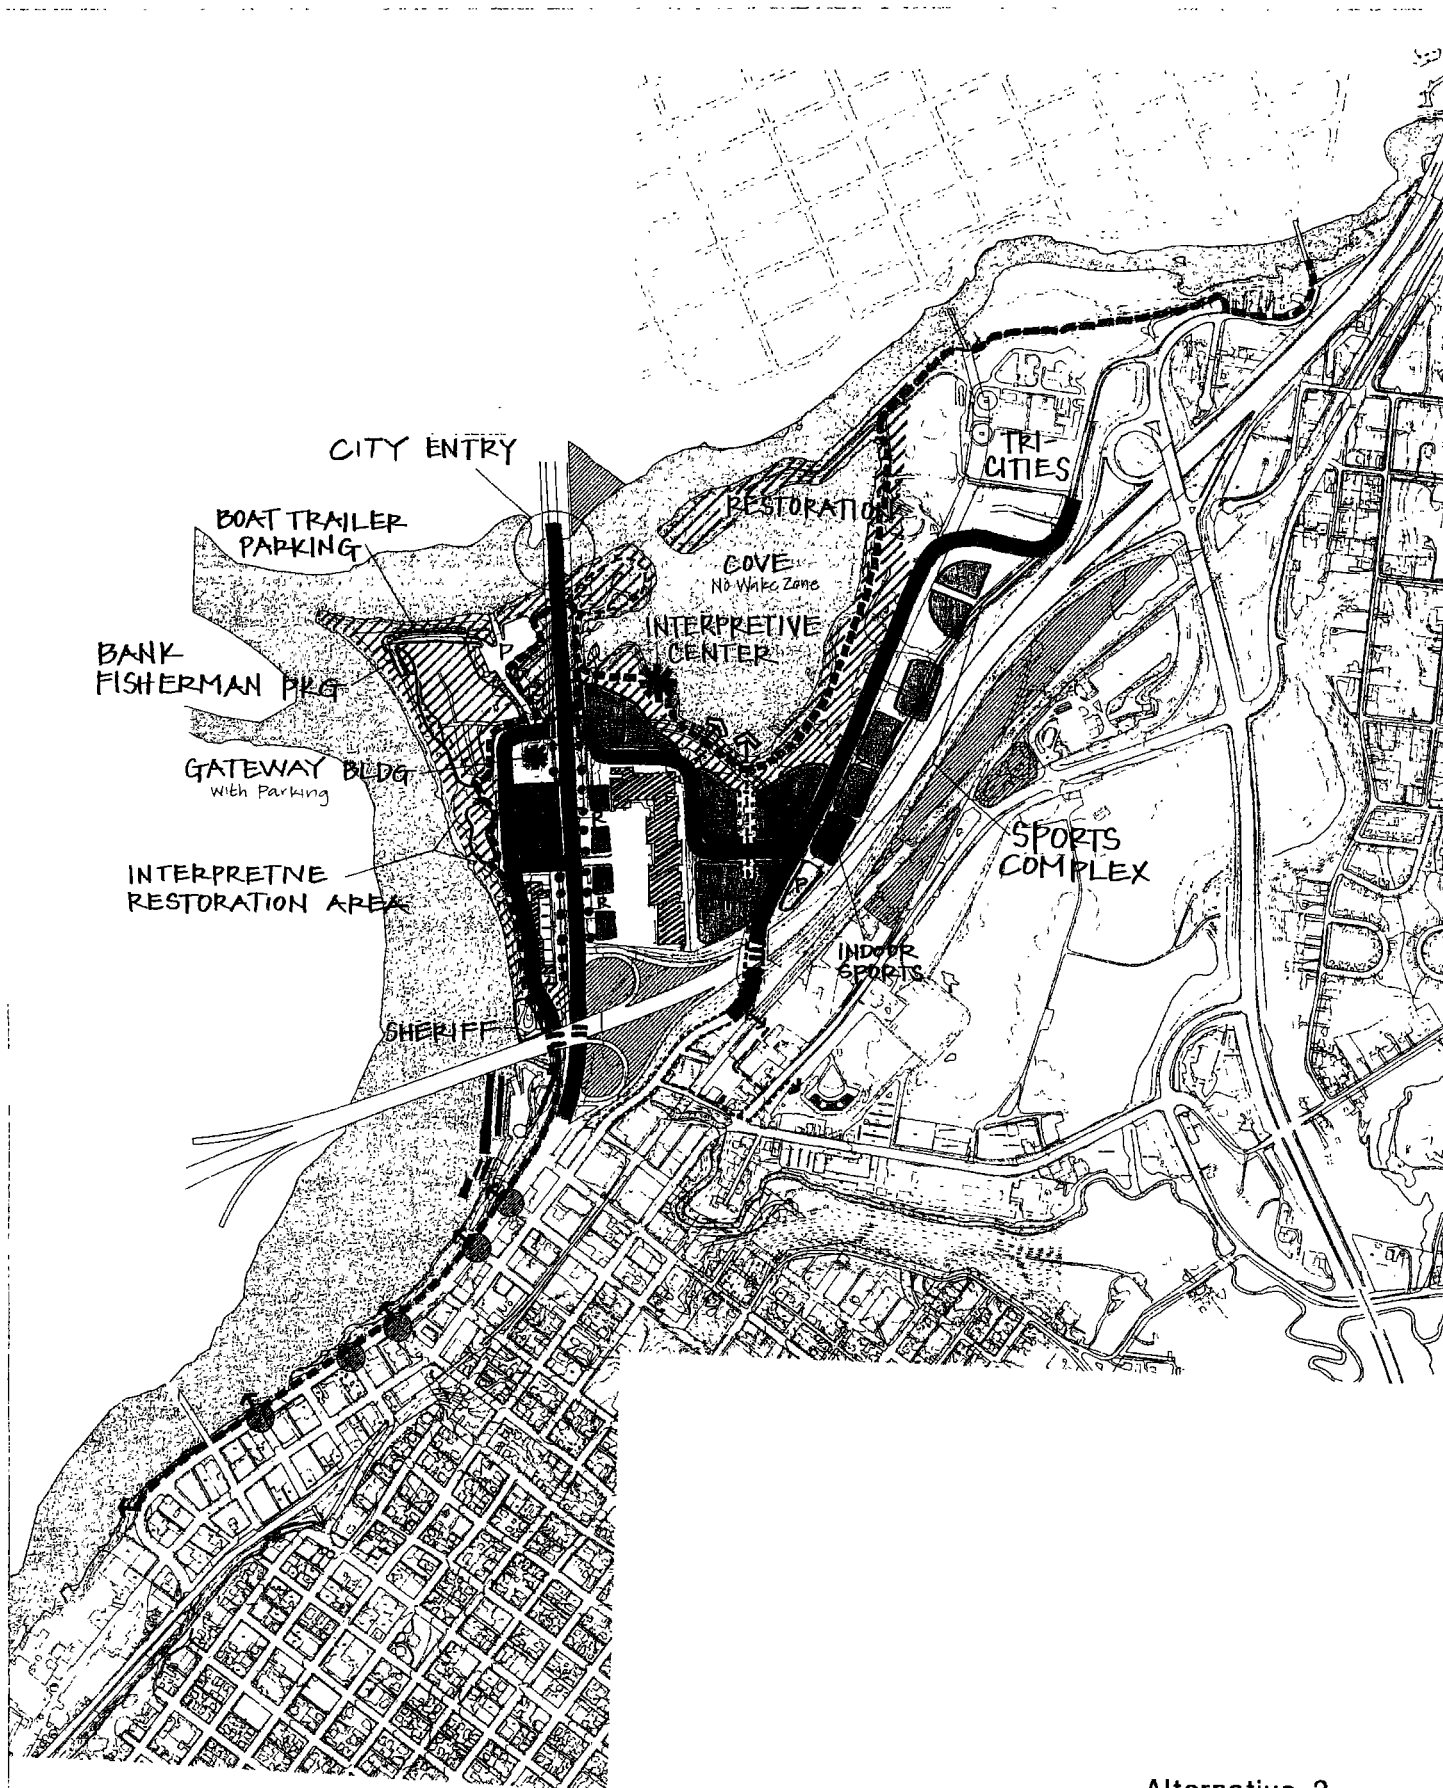 CITY ENTRY
BOAT TRAILER
PARKING
BANK
FISHERMAN PKG
GATEWAY BLDG
With Parking
INTERPRETIVE
RESTORATION AREA
SHERIFF
TRI-
CITIES
RESTORATION
COVE
No Wake Zone
INTERPRETIVE
CENTER
P
R
R
P
SPORTS
COMPLEX
INDOOR
SPORTS
Alternative 2